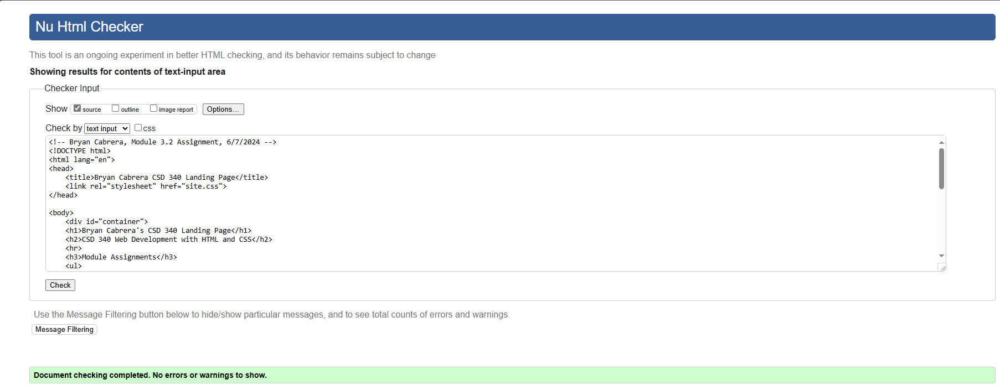 Nu Html Checker
This tool is an ongoing experiment in better HTML checking, and its behavior remains subject to change
Showing results for contents of text-input area
Checker Input
Show source outline image report Options...
Check by text input css
<!-- Bryan Cabrera, Module 3.2 Assignment, 6/7/2024 -->
<!DOCTYPE html>
<html lang="en">
<head>
    <title>Bryan Cabrera CSD 340 Landing Page</title>
    <link rel="stylesheet" href="site.css">
</head>
<body>
    <div id="container">
    <h1>Bryan Cabrera's CSD 340 Landing Page</h1>
    <h2>CSD 340 Web Development with HTML and CSS</h2>
    <hr>
    <h3>Module Assignments</h3>
    <ul>
Check
Use the Message Filtering button below to hide/show particular messages, and to see total counts of errors and warnings.
Message Filtering
Document checking completed. No errors or warnings to show.